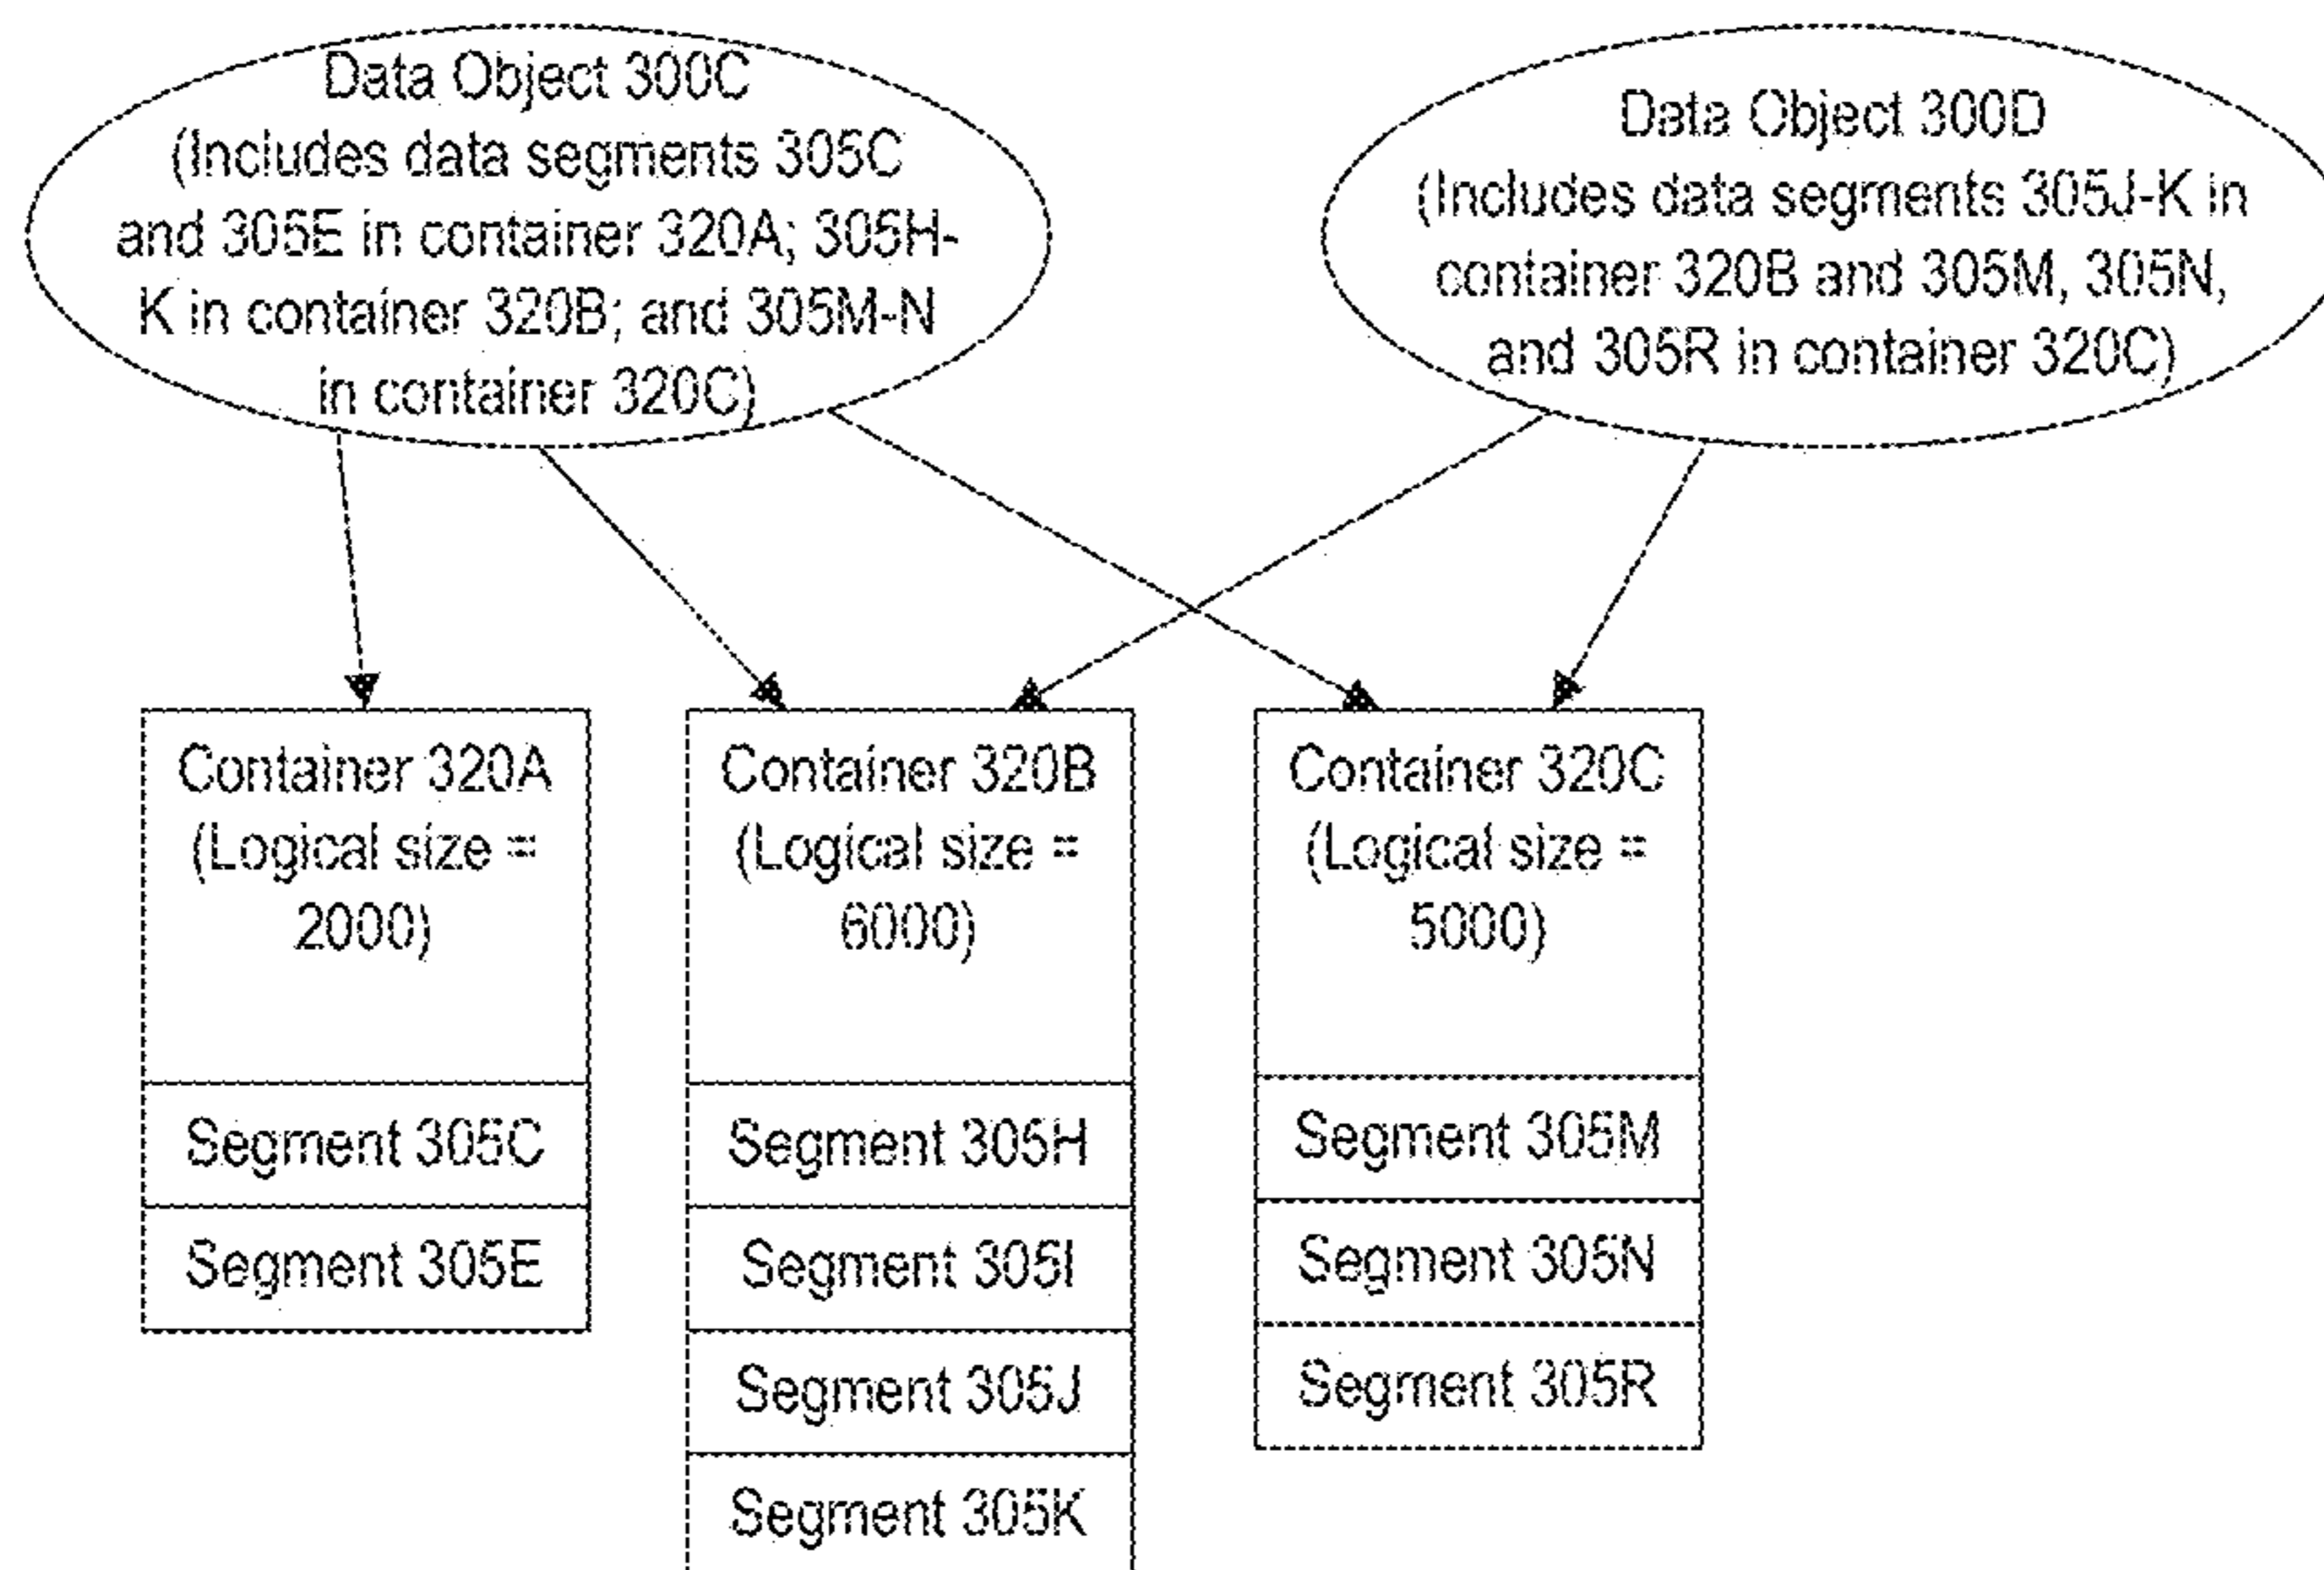 Data Object 300C
(Includes data segments 305C
and 305E in container 320A; 305H-
K in container 320B; and 305M-N
in container 320C)
Data Object 300D
(Includes data segments 305J-K in
container 320B and 305M, 305N,
and 305R in container 320C)
Container 320A
(Logical size =
2000)
Segment 305C
Segment 305E
Container 320B
(Logical size =
6000)
Segment 305H
Segment 305I
Segment 305J
Segment 305K
Container 320C
(Logical size =
5000)
Segment 305M
Segment 305N
Segment 305R